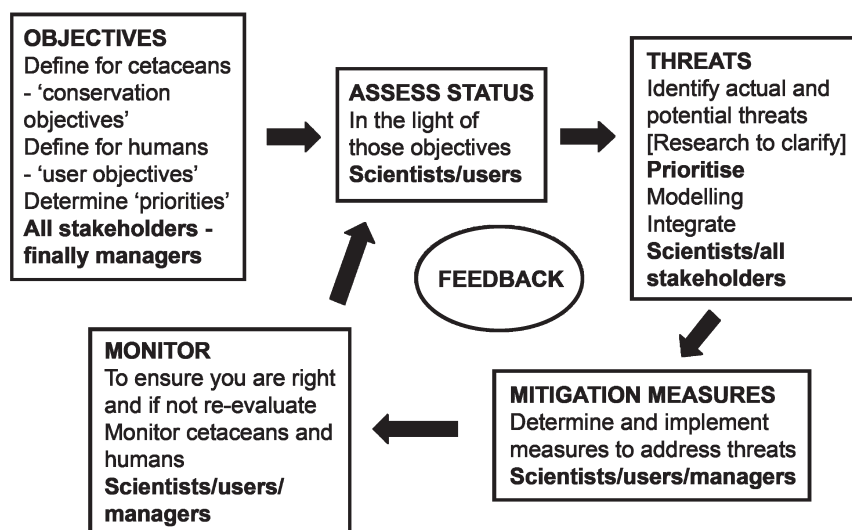 OBJECTIVES
Define for cetaceans
- ‘conservation
objectives’
Define for humans
- ‘user objectives’
Determine ‘priorities’
All stakeholders -
finally managers
ASSESS STATUS
In the light of
those objectives
Scientists/users
THREATS
Identify actual and
potential threats
[Research to clarify]
Prioritise
Modelling
Integrate
Scientists/all
stakeholders
FEEDBACK
MITIGATION MEASURES
Determine and implement
measures to address threats
Scientists/users/managers
MONITOR
To ensure you are right
and if not re-evaluate
Monitor cetaceans and
humans
Scientists/users/
managers